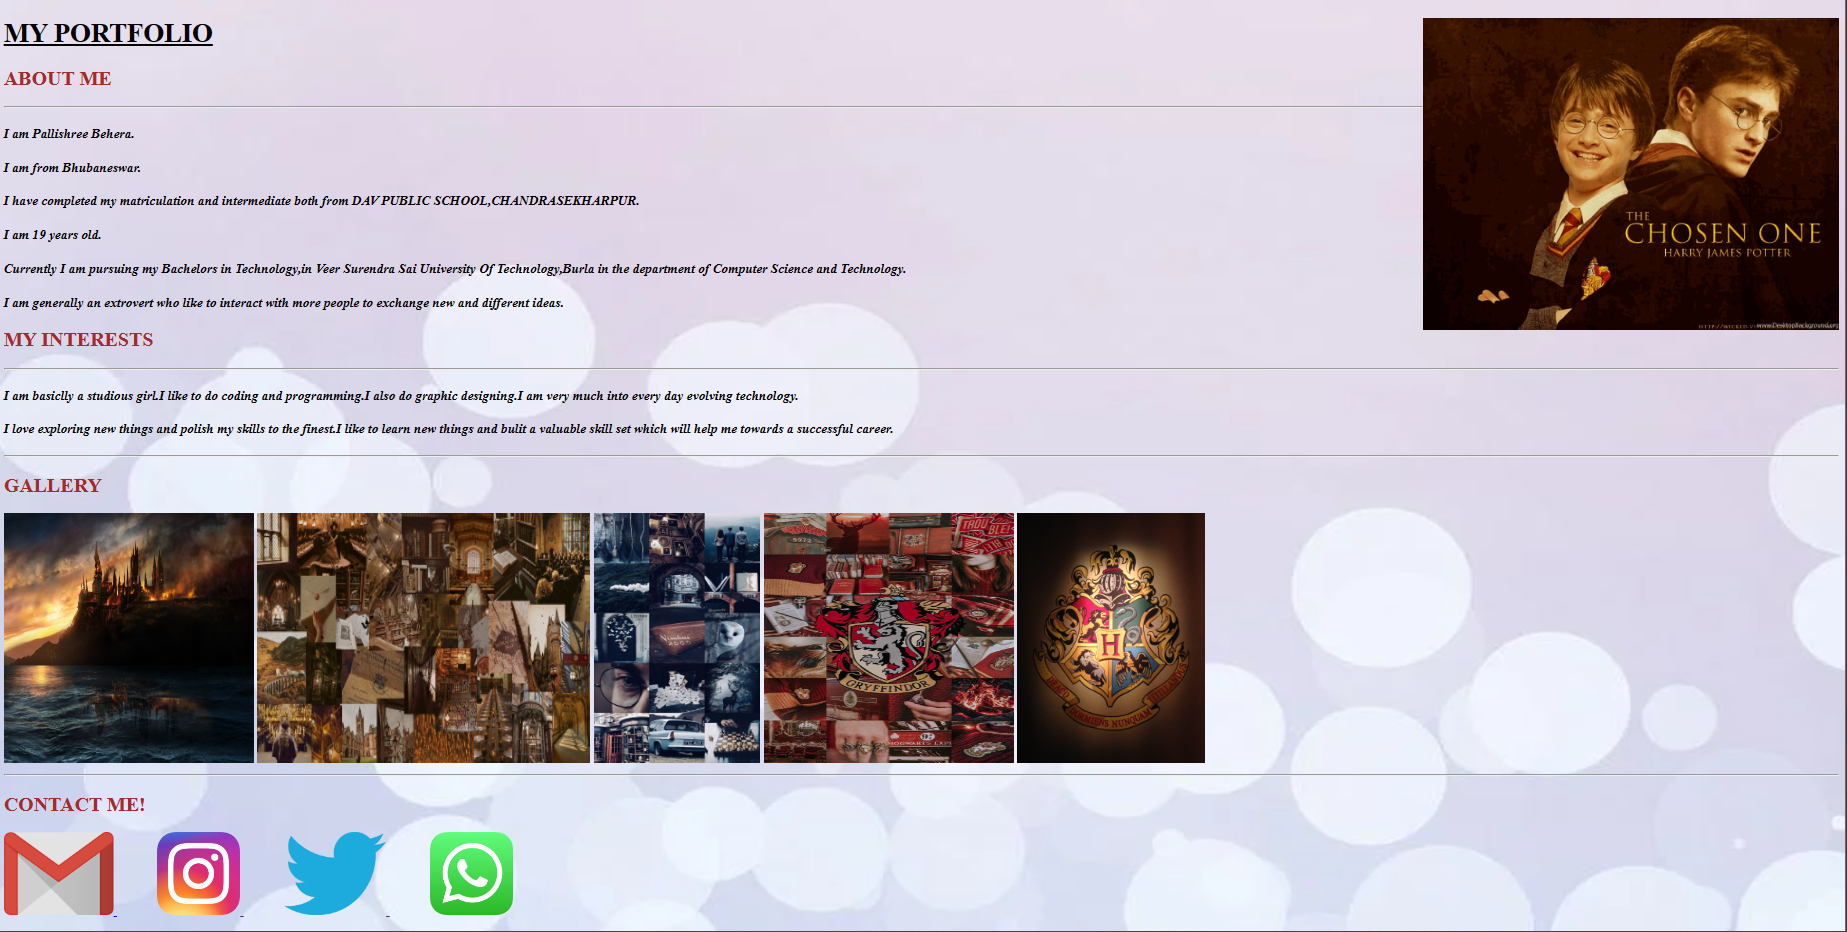 MY PORTFOLIO
ABOUT ME
I am Pallishree Behera.
I am from Bhubaneswar.
I have completed my matriculation and intermediate both from DAV PUBLIC SCHOOL,CHANDRASEKHARPUR.
I am 19 years old.
Currently I am pursuing my Bachelors in Technology,in Veer Surendra Sai University Of Technology,Burla in the department of Computer Science and Technology.
I am generally an extrovert who like to interact with more people to exchange new and different ideas.
THE
CHOSEN ONE
HARRY JAMES POTTER
www.DesktopBackground.org
MY INTERESTS
I am basiclly a studious girl.I like to do coding and programming.I also do graphic designing.I am very much into every day evolving technology.
I love exploring new things and polish my skills to the finest.I like to learn new things and bulit a valuable skill set which will help me towards a successful career.
GALLERY
GRYFFINDOR
H
DORMIENS NUNQUAM
CONTACT ME!